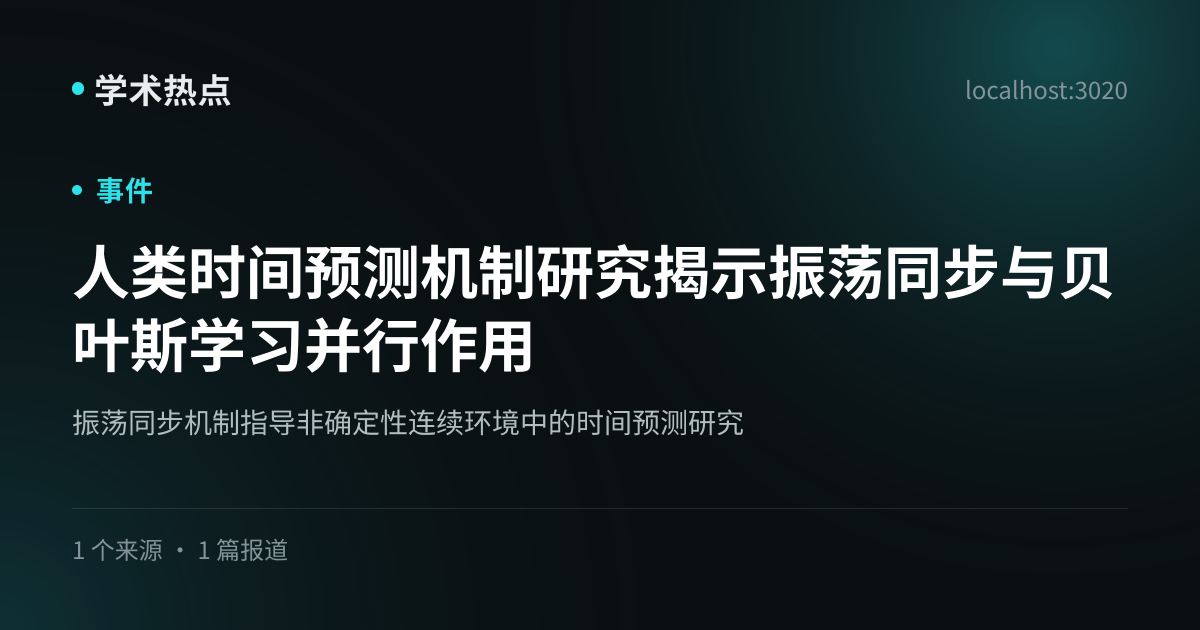 学术热点
localhost:3020
事件
人类时间预测机制研究揭示振荡同步与贝
叶斯学习并行作用
振荡同步机制指导非确定性连续环境中的时间预测研究
1 个来源 · 1 篇报道